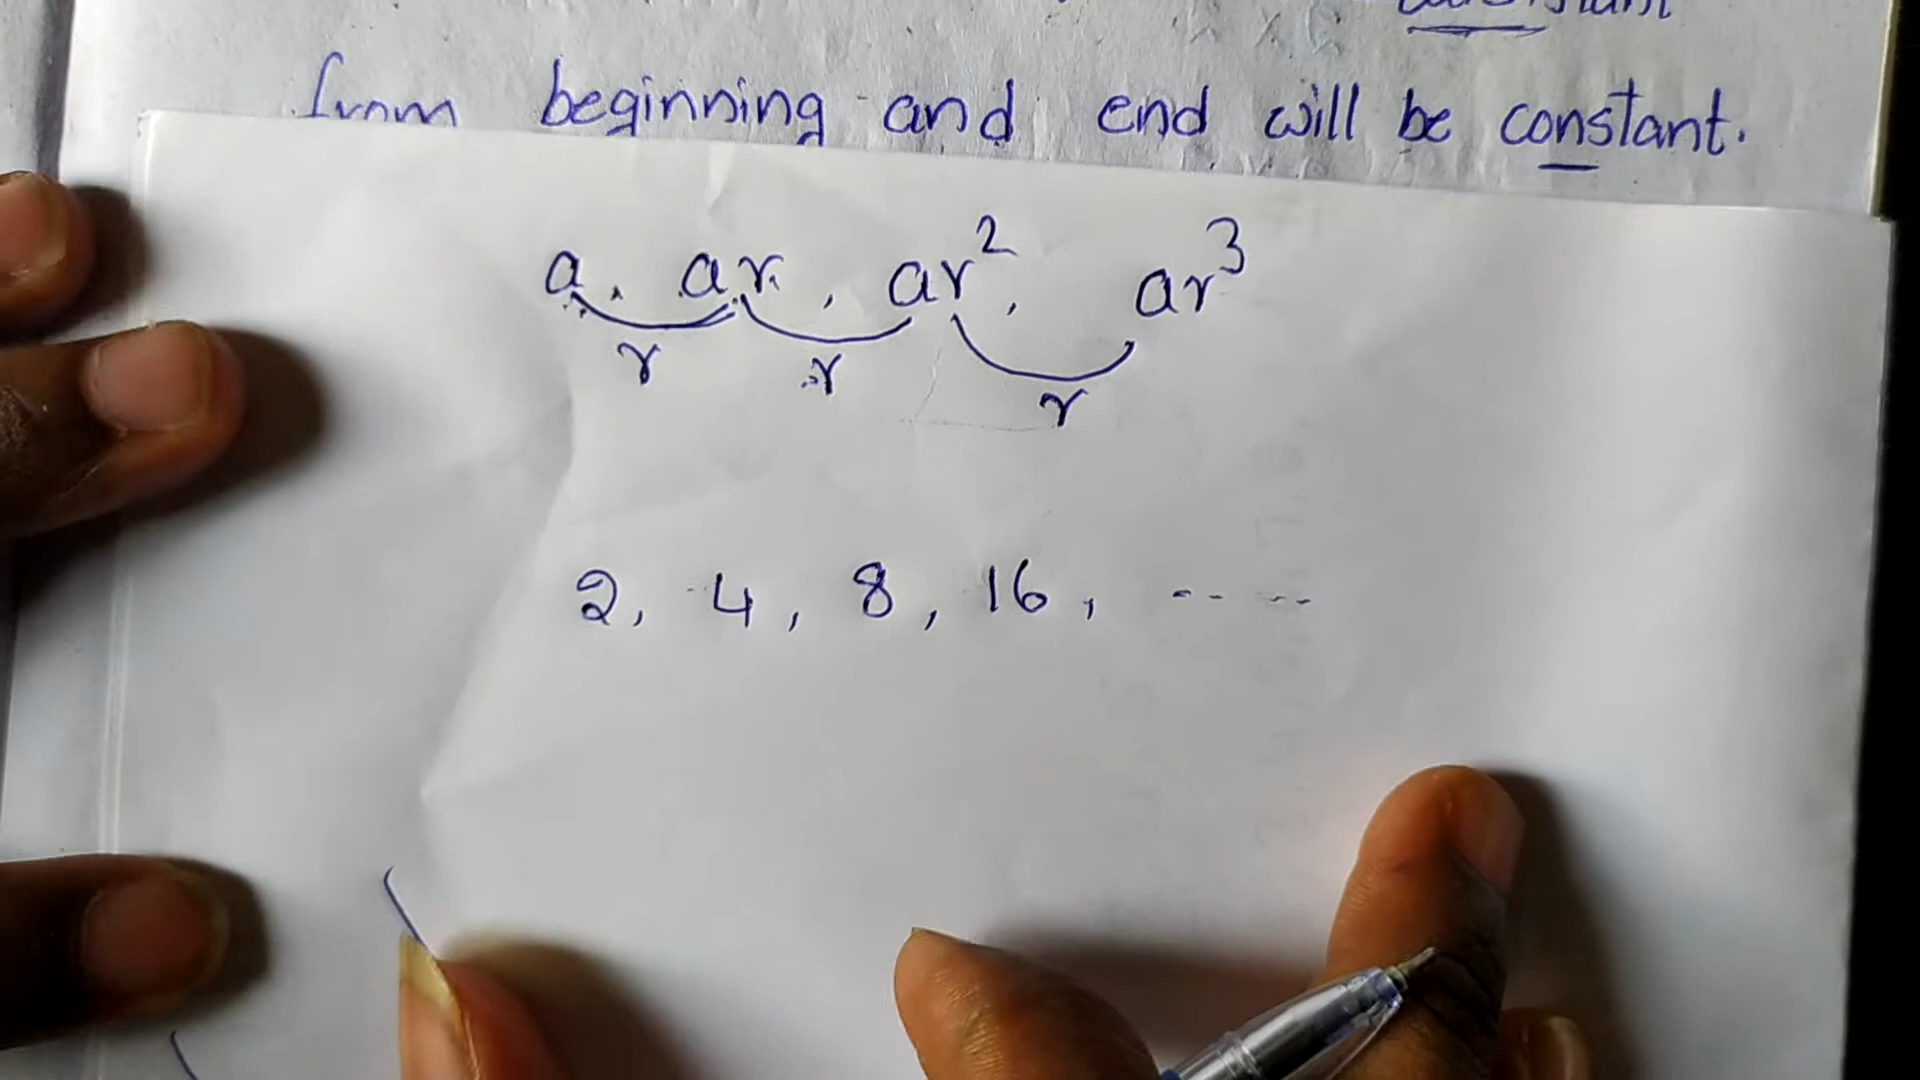 from beginning and end will be constant.
a, ar, ar², ar³
r r r
2, 4, 8, 16, -- --